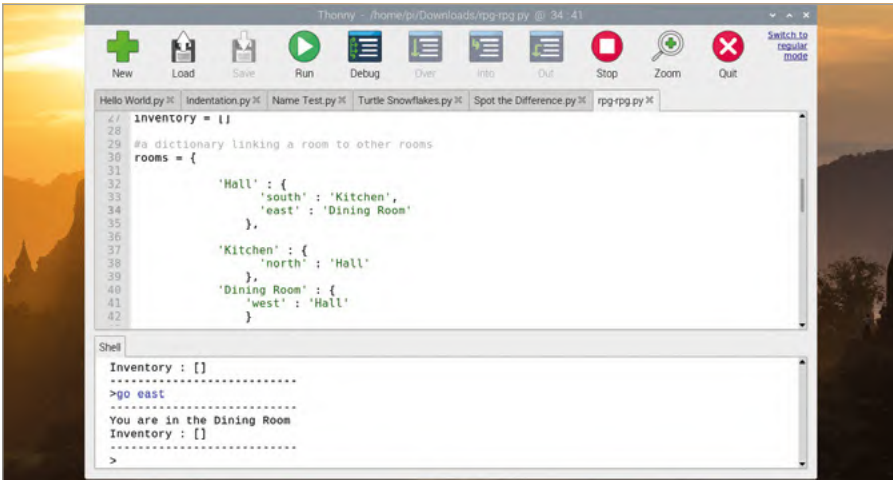 Thonny - /home/pi/Downloads/rpg-rpg.py @ 34 : 41
New Load Save Run Debug Over Into Out Stop Zoom Quit
Switch to
regular
mode
Hello World.py Indentation.py Name Test.py Turtle Snowflakes.py Spot the Difference.py rpg-rpg.py
27 inventory = []
28
29 #a dictionary linking a room to other rooms
30 rooms = {
31
32 'Hall' : {
33 'south' : 'Kitchen',
34 'east' : 'Dining Room'
35 },
36
37 'Kitchen' : {
38 'north' : 'Hall'
39 },
40 'Dining Room' : {
41 'west' : 'Hall'
42 }
Shell
Inventory : []
---------------------------
>go east
---------------------------
You are in the Dining Room
Inventory : []
---------------------------
>